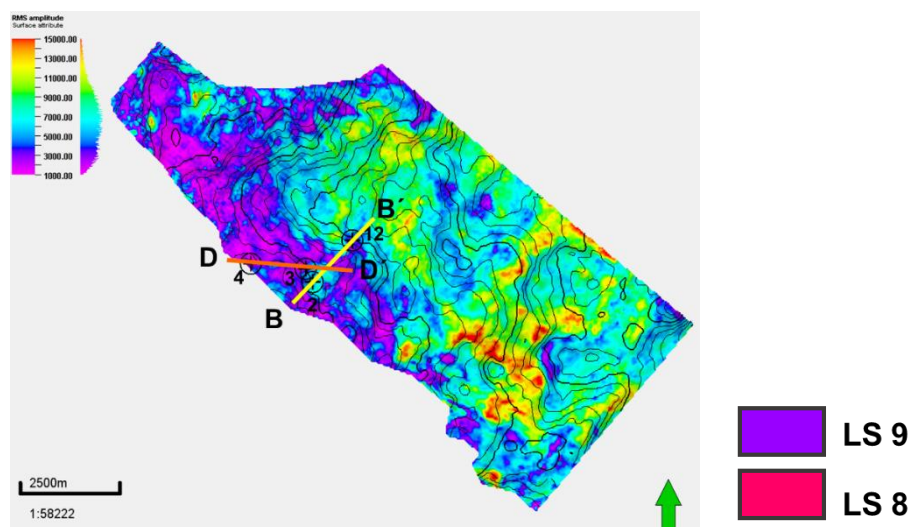 RMS amplitude
Surface attribute
15000.00
13000.00
11000.00
9000.00
7000.00
5000.00
3000.00
1000.00
B´
12
D
D´
4
3
2
B
LS 9
LS 8
2500m
1:58222